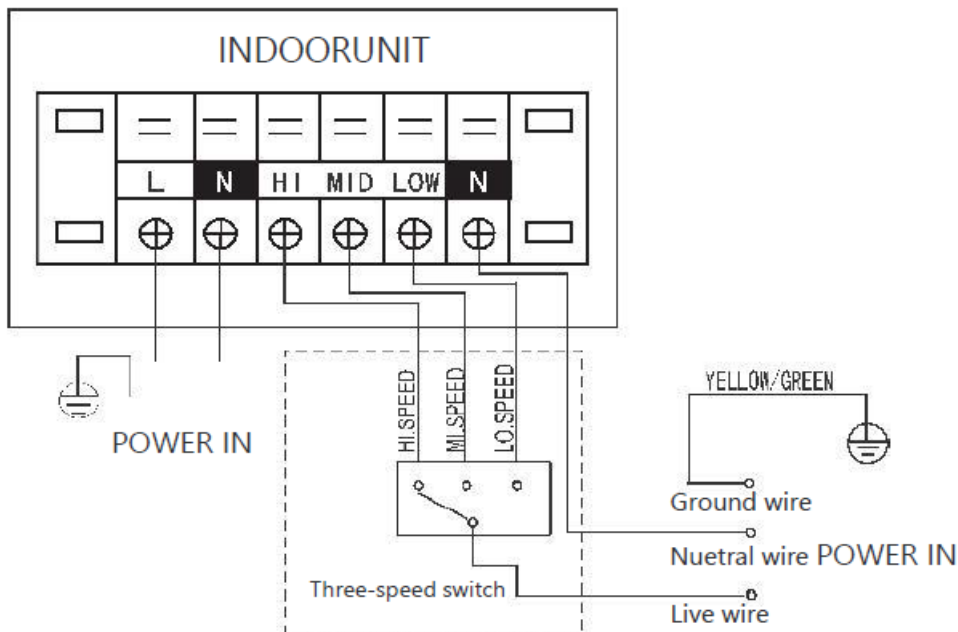 INDOORUNIT
L N HI MID LOW N
HI.SPEED
MI.SPEED
LO.SPEED
YELLOW/GREEN
POWER IN
Ground wire
Nuetral wire POWER IN
Three-speed switch
Live wire